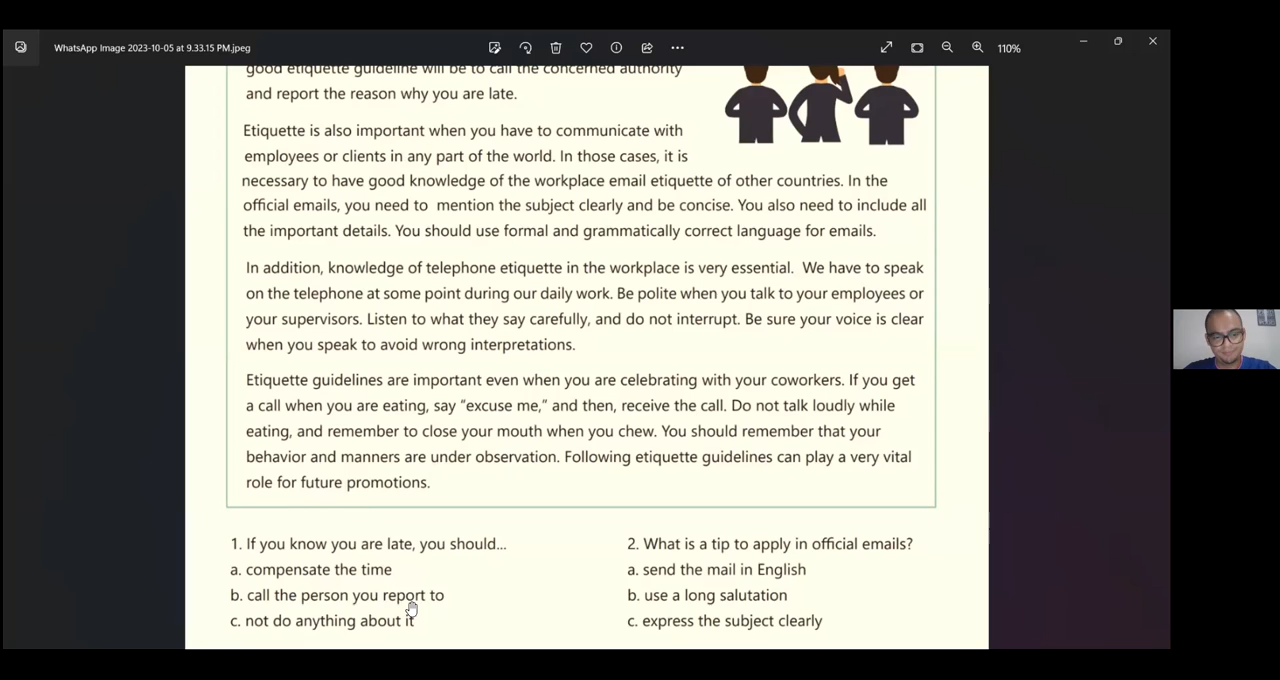 WhatsApp Image 2023-10-05 at 9.33.15 PM.jpeg
110%
good etiquette guideline will be to call the concerned authority
and report the reason why you are late.
Etiquette is also important when you have to communicate with
employees or clients in any part of the world. In those cases, it is
necessary to have good knowledge of the workplace email etiquette of other countries. In the
official emails, you need to mention the subject clearly and be concise. You also need to include all
the important details. You should use formal and grammatically correct language for emails.
In addition, knowledge of telephone etiquette in the workplace is very essential. We have to speak
on the telephone at some point during our daily work. Be polite when you talk to your employees or
your supervisors. Listen to what they say carefully, and do not interrupt. Be sure your voice is clear
when you speak to avoid wrong interpretations.
Etiquette guidelines are important even when you are celebrating with your coworkers. If you get
a call when you are eating, say “excuse me,” and then, receive the call. Do not talk loudly while
eating, and remember to close your mouth when you chew. You should remember that your
behavior and manners are under observation. Following etiquette guidelines can play a very vital
role for future promotions.
1. If you know you are late, you should...
a. compensate the time
b. call the person you report to
c. not do anything about it
2. What is a tip to apply in official emails?
a. send the mail in English
b. use a long salutation
c. express the subject clearly